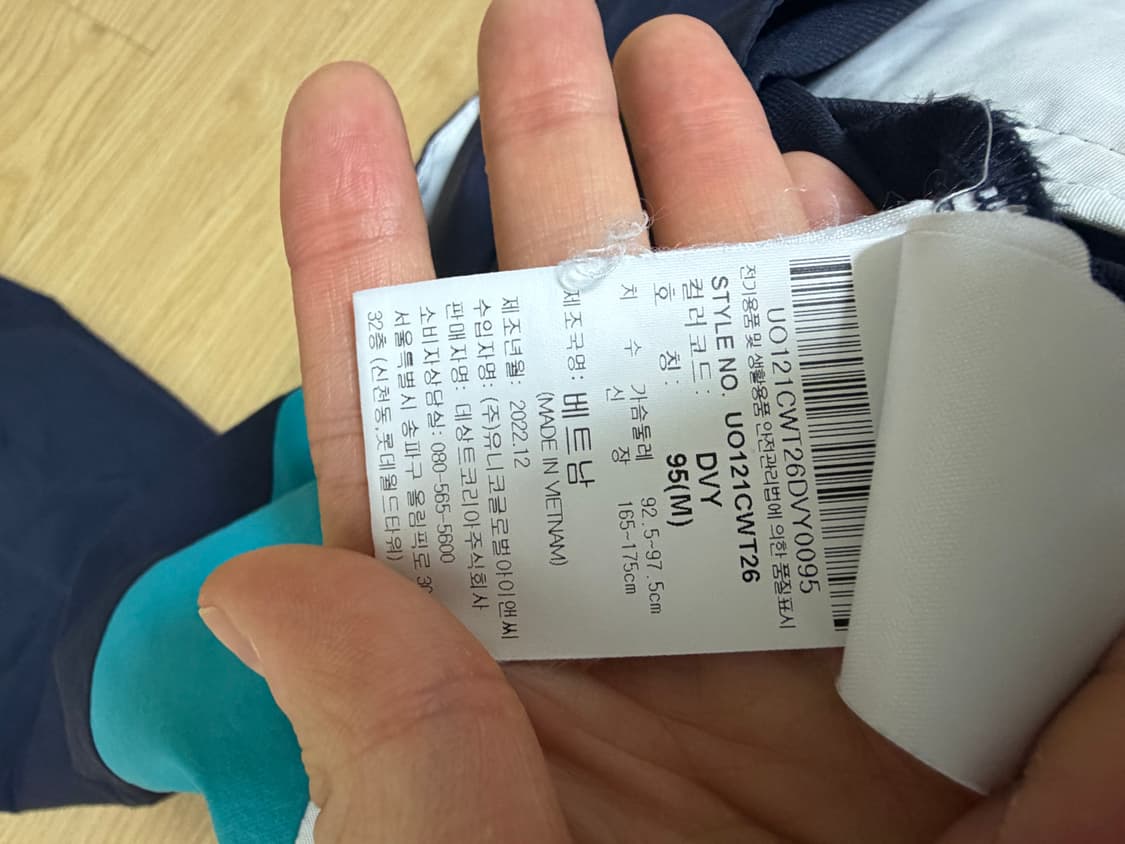 UO121CWT26DVY0095
전기용품 및 생활용품 안전관리법에 의한 품질표시
STYLE NO. UO121CWT26
컬러코드 : DVY
호 칭 : 95(M)
치 수 가슴둘레 92.5~97.5cm
신 장 165~175cm
제조국명: 베트남
(MADE IN VIETNAM)
제조년월: 2022.12
수입자명: (주)유니코글로벌아이앤씨
판매자명: 데상트코리아주식회사
소비자상담실: 080-565-5600
서울특별시 송파구 올림픽로
32층 (신천동,롯데월드타워)